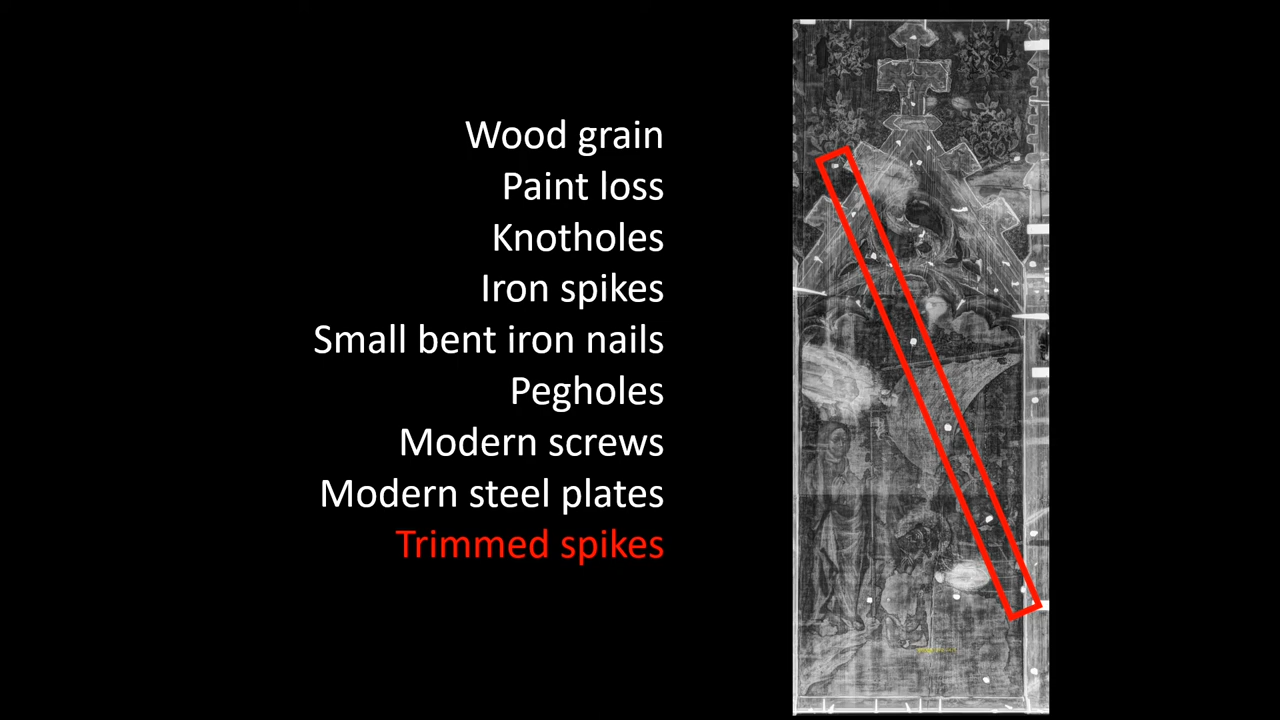 Wood grain
Paint loss
Knotholes
Iron spikes
Small bent iron nails
Pegholes
Modern screws
Modern steel plates
Trimmed spikes